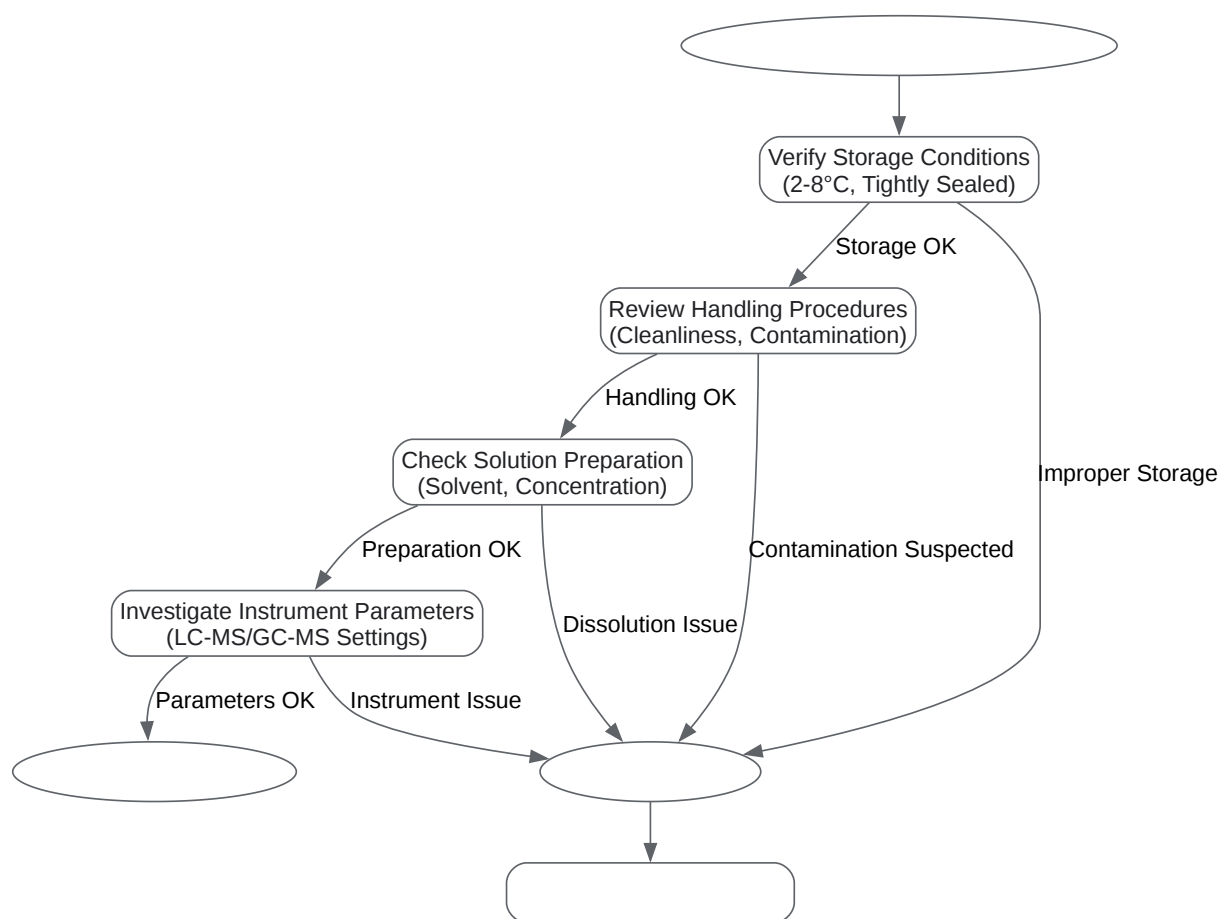 Verify Storage Conditions
(2-8°C, Tightly Sealed)
Storage OK
Review Handling Procedures
(Cleanliness, Contamination)
Handling OK
Check Solution Preparation
(Solvent, Concentration)
Improper Storage
Preparation OK
Contamination Suspected
Investigate Instrument Parameters
(LC-MS/GC-MS Settings)
Dissolution Issue
Parameters OK
Instrument Issue